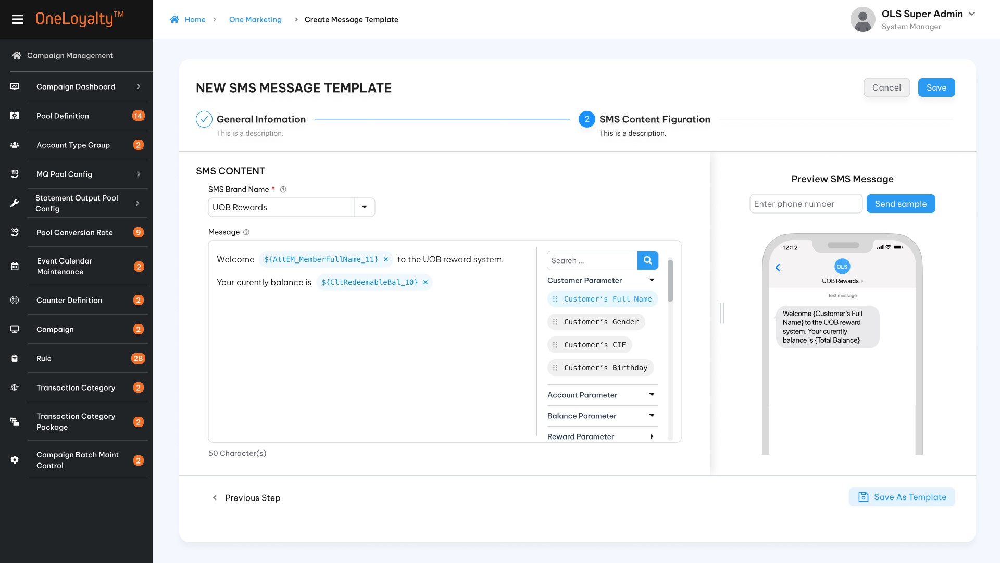 OneLoyalty™
Home
One Marketing
Create Message Template
OLS Super Admin
System Manager
Campaign Management
Campaign Dashboard
Pool Definition 14
Account Type Group 2
MQ Pool Config
Statement Output Pool
Config
Pool Conversion Rate 9
Event Calendar
Maintenance 2
Counter Definition 2
Campaign 2
Rule 28
Transaction Category 2
Transaction Category
Package 2
Campaign Batch Maint
Control 2
NEW SMS MESSAGE TEMPLATE
Cancel
Save
General Infomation
This is a description.
2 SMS Content Figuration
This is a description.
SMS CONTENT
SMS Brand Name *
UOB Rewards
Message
Welcome ${AttEM_MemberFullName_11} × to the UOB reward system.
Your curently balance is ${CltRedeemableBal_10} ×
Search ...
Customer Parameter
Customer’s Full Name
Customer’s Gender
Customer’s CIF
Customer’s Birthday
Account Parameter
Balance Parameter
Reward Parameter
50 Character(s)
Preview SMS Message
Enter phone number
Send sample
12:12
OLS
UOB Rewards >
Text message
Welcome {Customer’s Full
Name} to the UOB reward
system. Your curently
balance is {Total Balance}
Previous Step
Save As Template